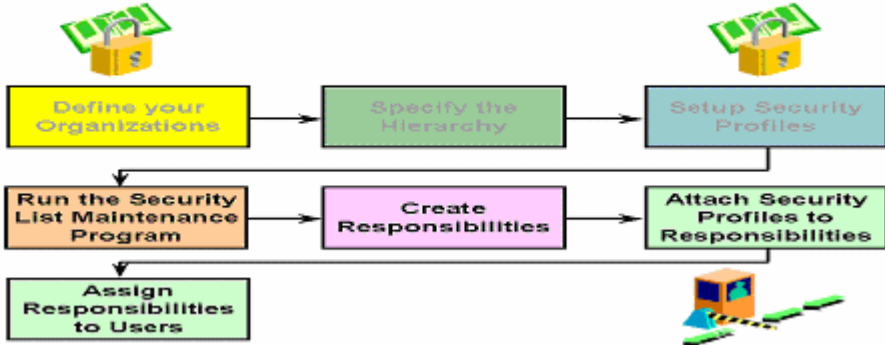 Define your
Organizations
Specify the
Hierarchy
Setup Security
Profiles
Run the Security
List Maintenance
Program
Create
Responsibilities
Attach Security
Profiles to
Responsibilities
Assign
Responsibilities
to Users